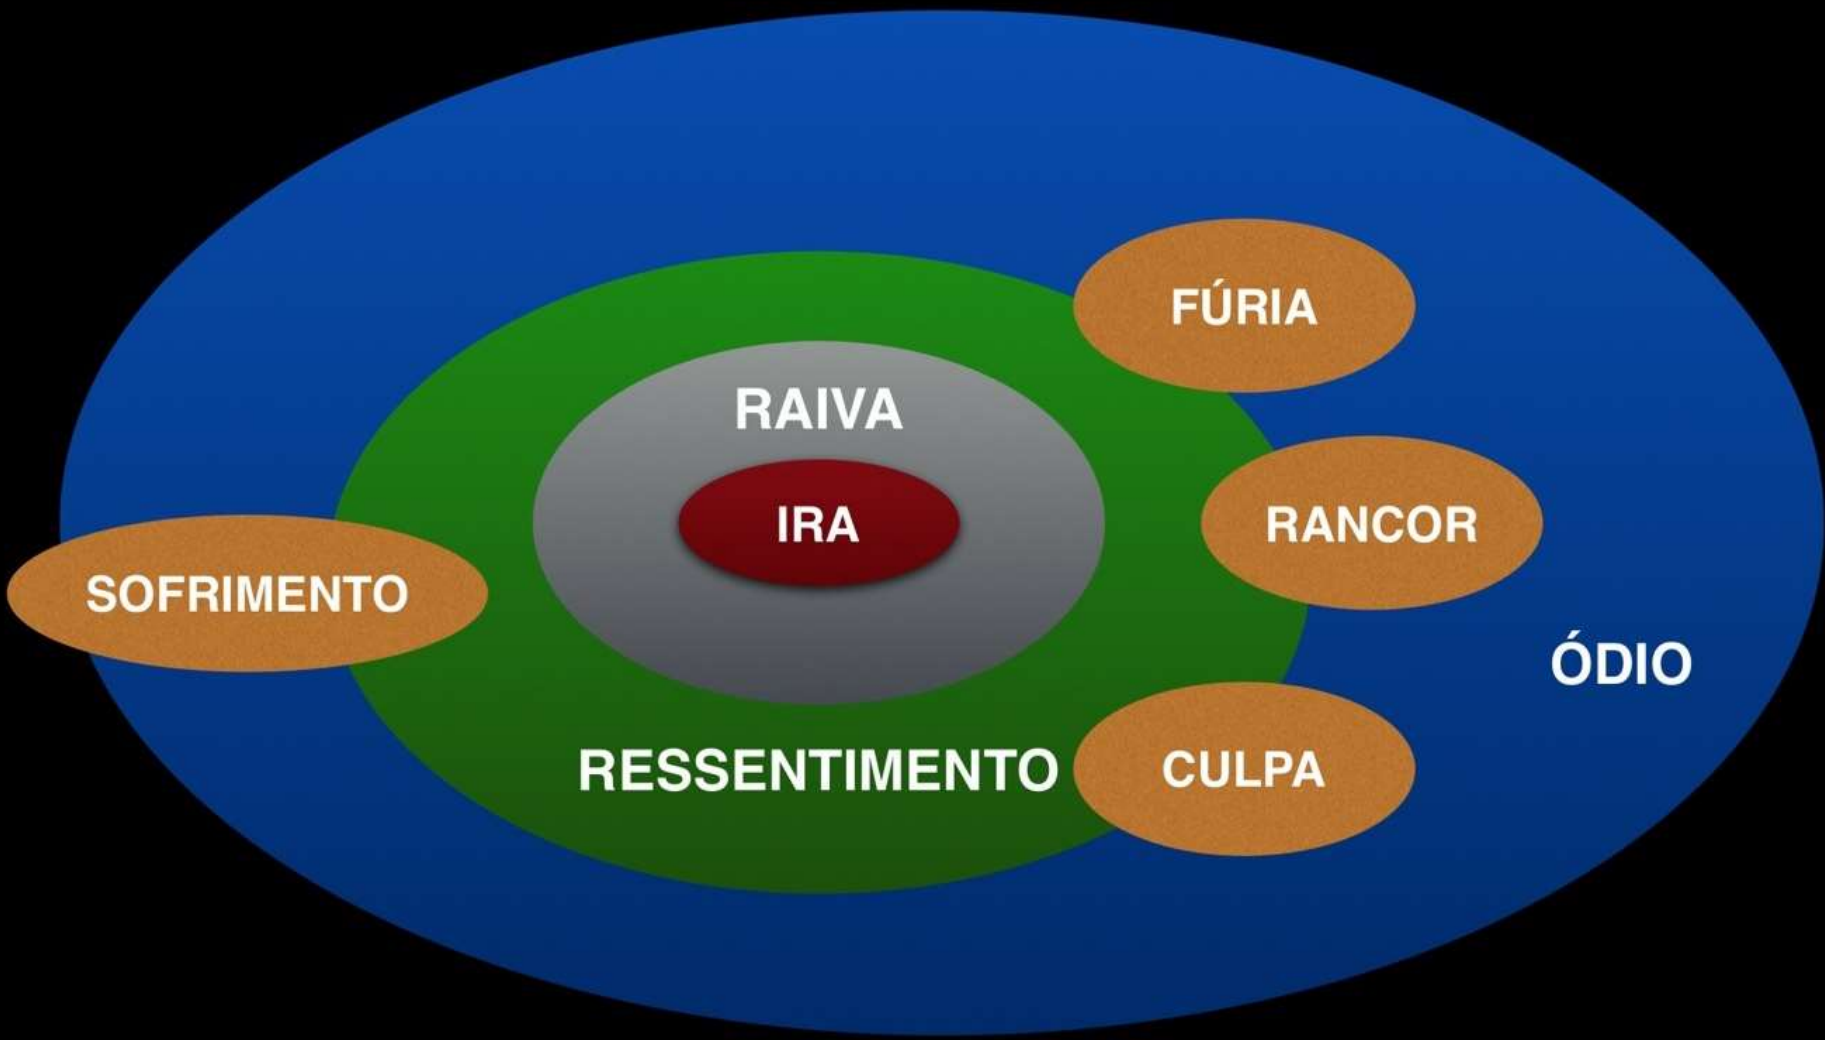 FÚRIA
RAIVA
IRA
RANCOR
SOFRIMENTO
ÓDIO
RESSENTIMENTO
CULPA